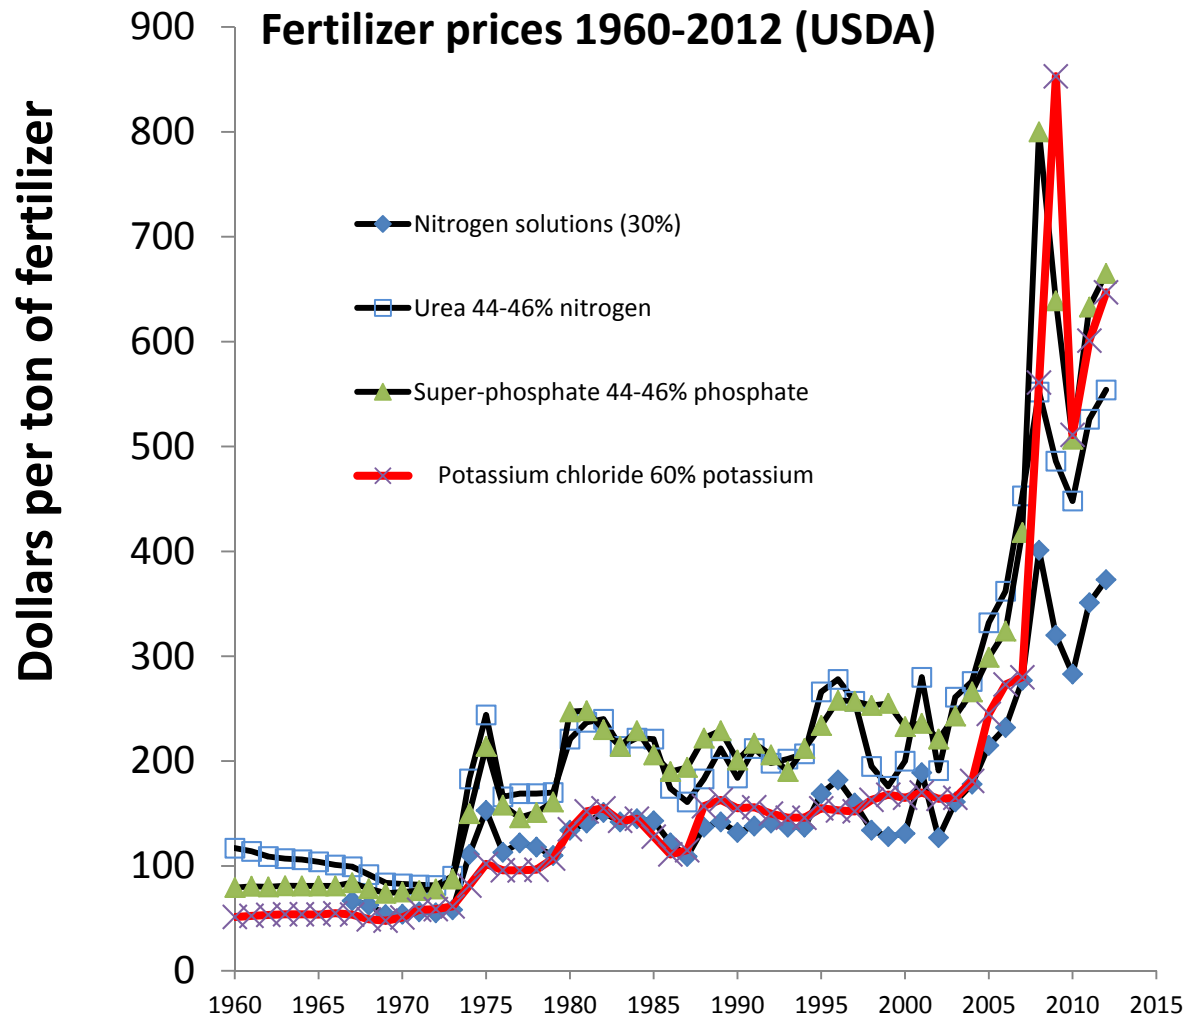 Fertilizer prices 1960-2012 (USDA)
Dollars per ton of fertilizer
900
800
700
600
500
400
300
200
100
0
Nitrogen solutions (30%)
Urea 44-46% nitrogen
Super-phosphate 44-46% phosphate
Potassium chloride 60% potassium
1960 1965 1970 1975 1980 1985 1990 1995 2000 2005 2010 2015